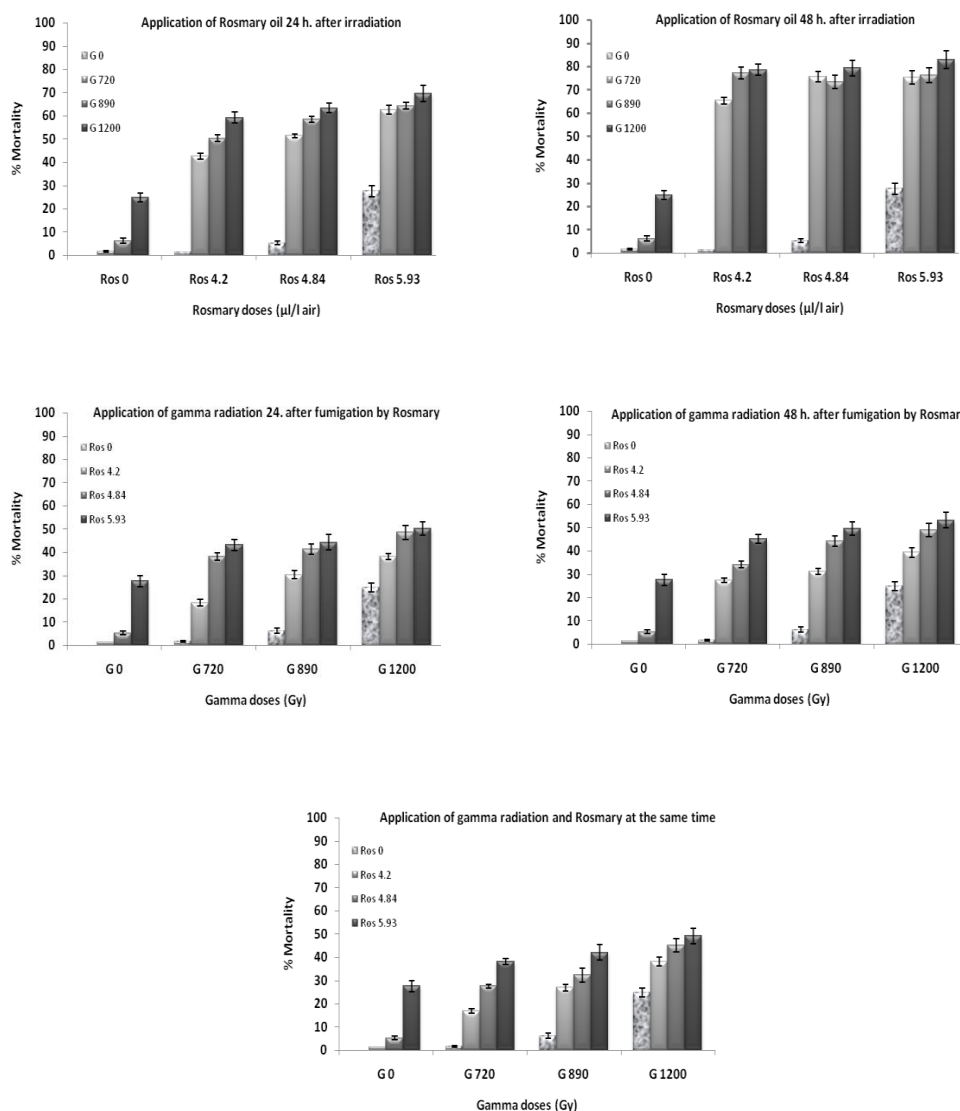 Application of Rosmary oil 24 h. after irradiation
100
90
80
70
60
50
40
30
20
10
0
% Mortality
G 0
G 720
G 890
G 1200
Ros 0 Ros 4.2 Ros 4.84 Ros 5.93
Rosmary doses (µl/l air)
Application of Rosmary oil 48 h. after irradiation
100
90
80
70
60
50
40
30
20
10
0
% Mortality
G 0
G 720
G 890
G 1200
Ros 0 Ros 4.2 Ros 4.84 Ros 5.93
Rosmary doses (µl/l air)
Application of gamma radiation 24. after fumigation by Rosmary
100
90
80
70
60
50
40
30
20
10
0
% Mortality
Ros 0
Ros 4.2
Ros 4.84
Ros 5.93
G 0 G 720 G 890 G 1200
Gamma doses (Gy)
Application of gamma radiation 48 h. after fumigation by Rosmar
100
90
80
70
60
50
40
30
20
10
0
% Mortality
Ros 0
Ros 4.2
Ros 4.84
Ros 5.93
G 0 G 720 G 890 G 1200
Gamma doses (Gy)
Application of gamma radiation and Rosmary at the same time
100
90
80
70
60
50
40
30
20
10
0
% Mortality
Ros 0
Ros 4.2
Ros 4.84
Ros 5.93
G 0 G 720 G 890 G 1200
Gamma doses (Gy)